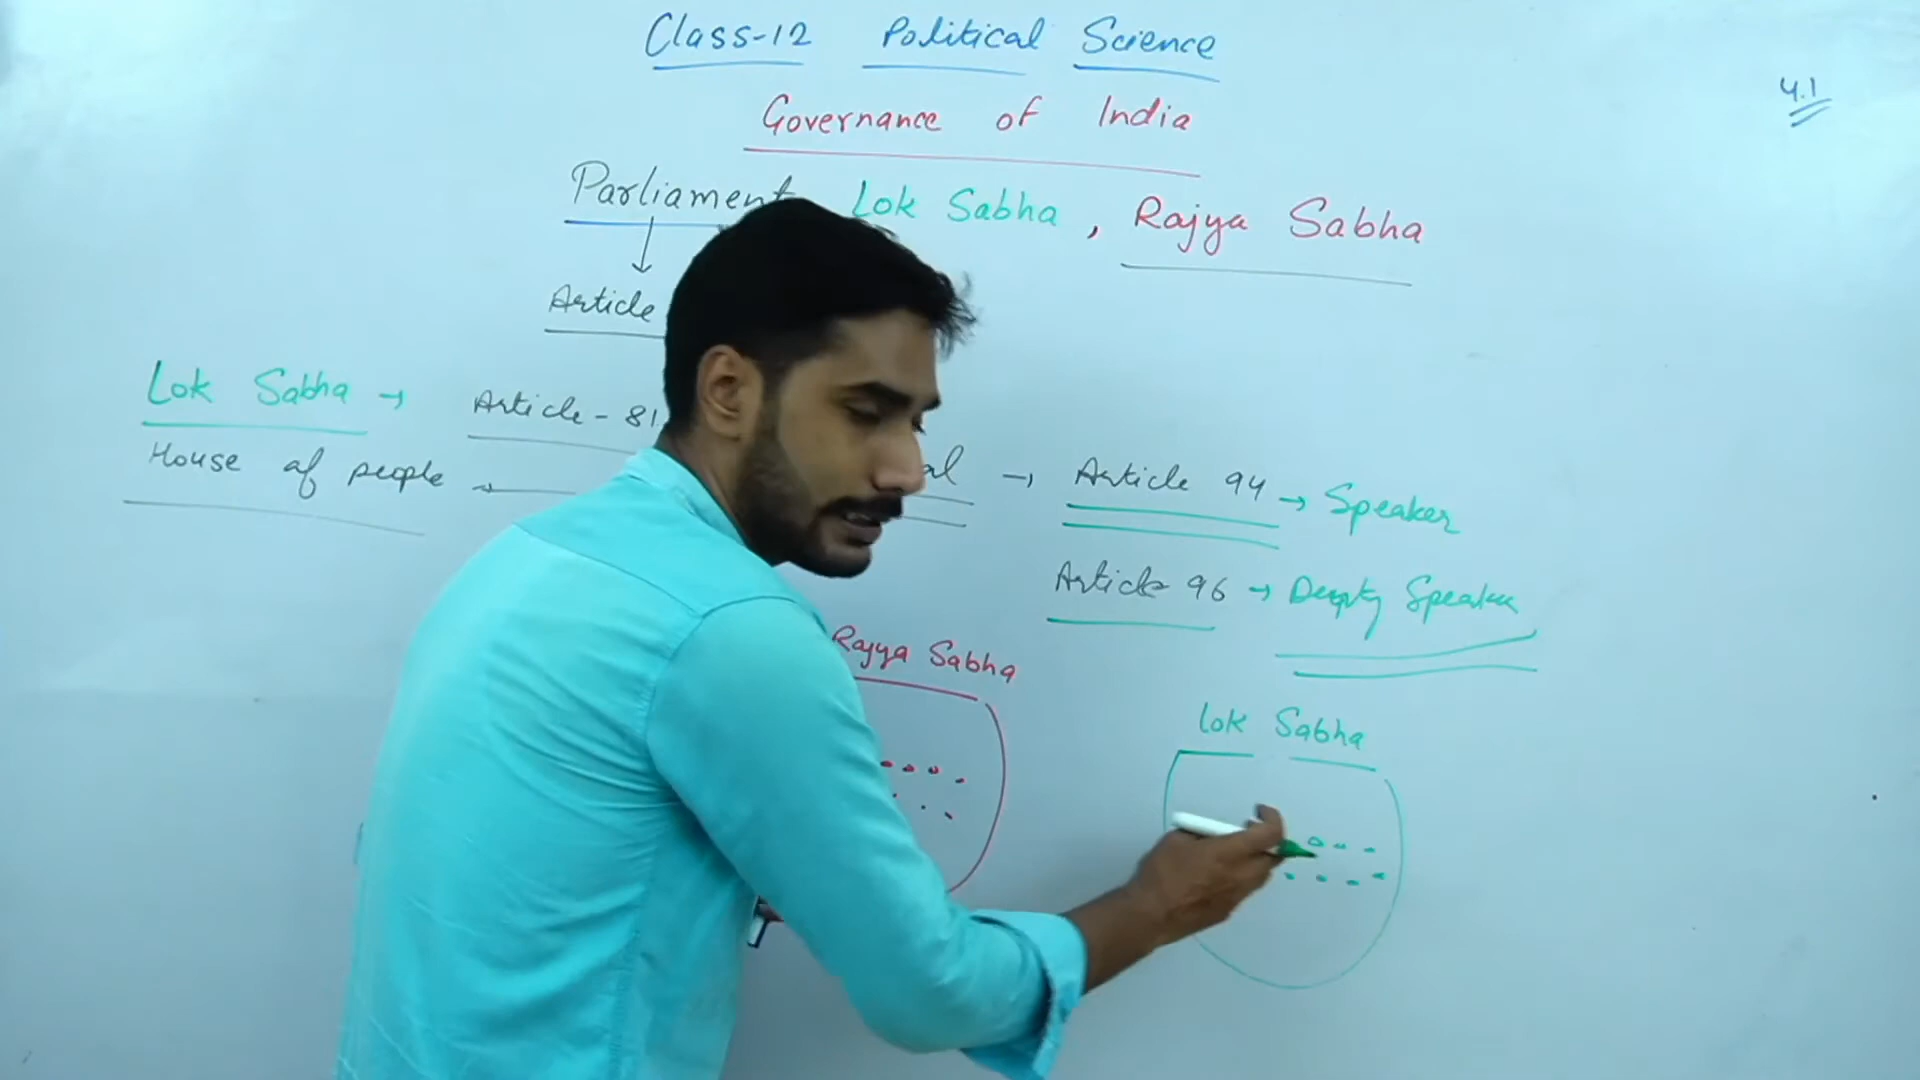 Class-12 Political Science
4.1
Governance of India
Parliament Lok Sabha, Rajya Sabha
Article
Lok Sabha → Article - 81
House of people → → Article 94 → Speaker
Article 96 → Deupty Speaker
Rajya Sabha
Lok Sabha